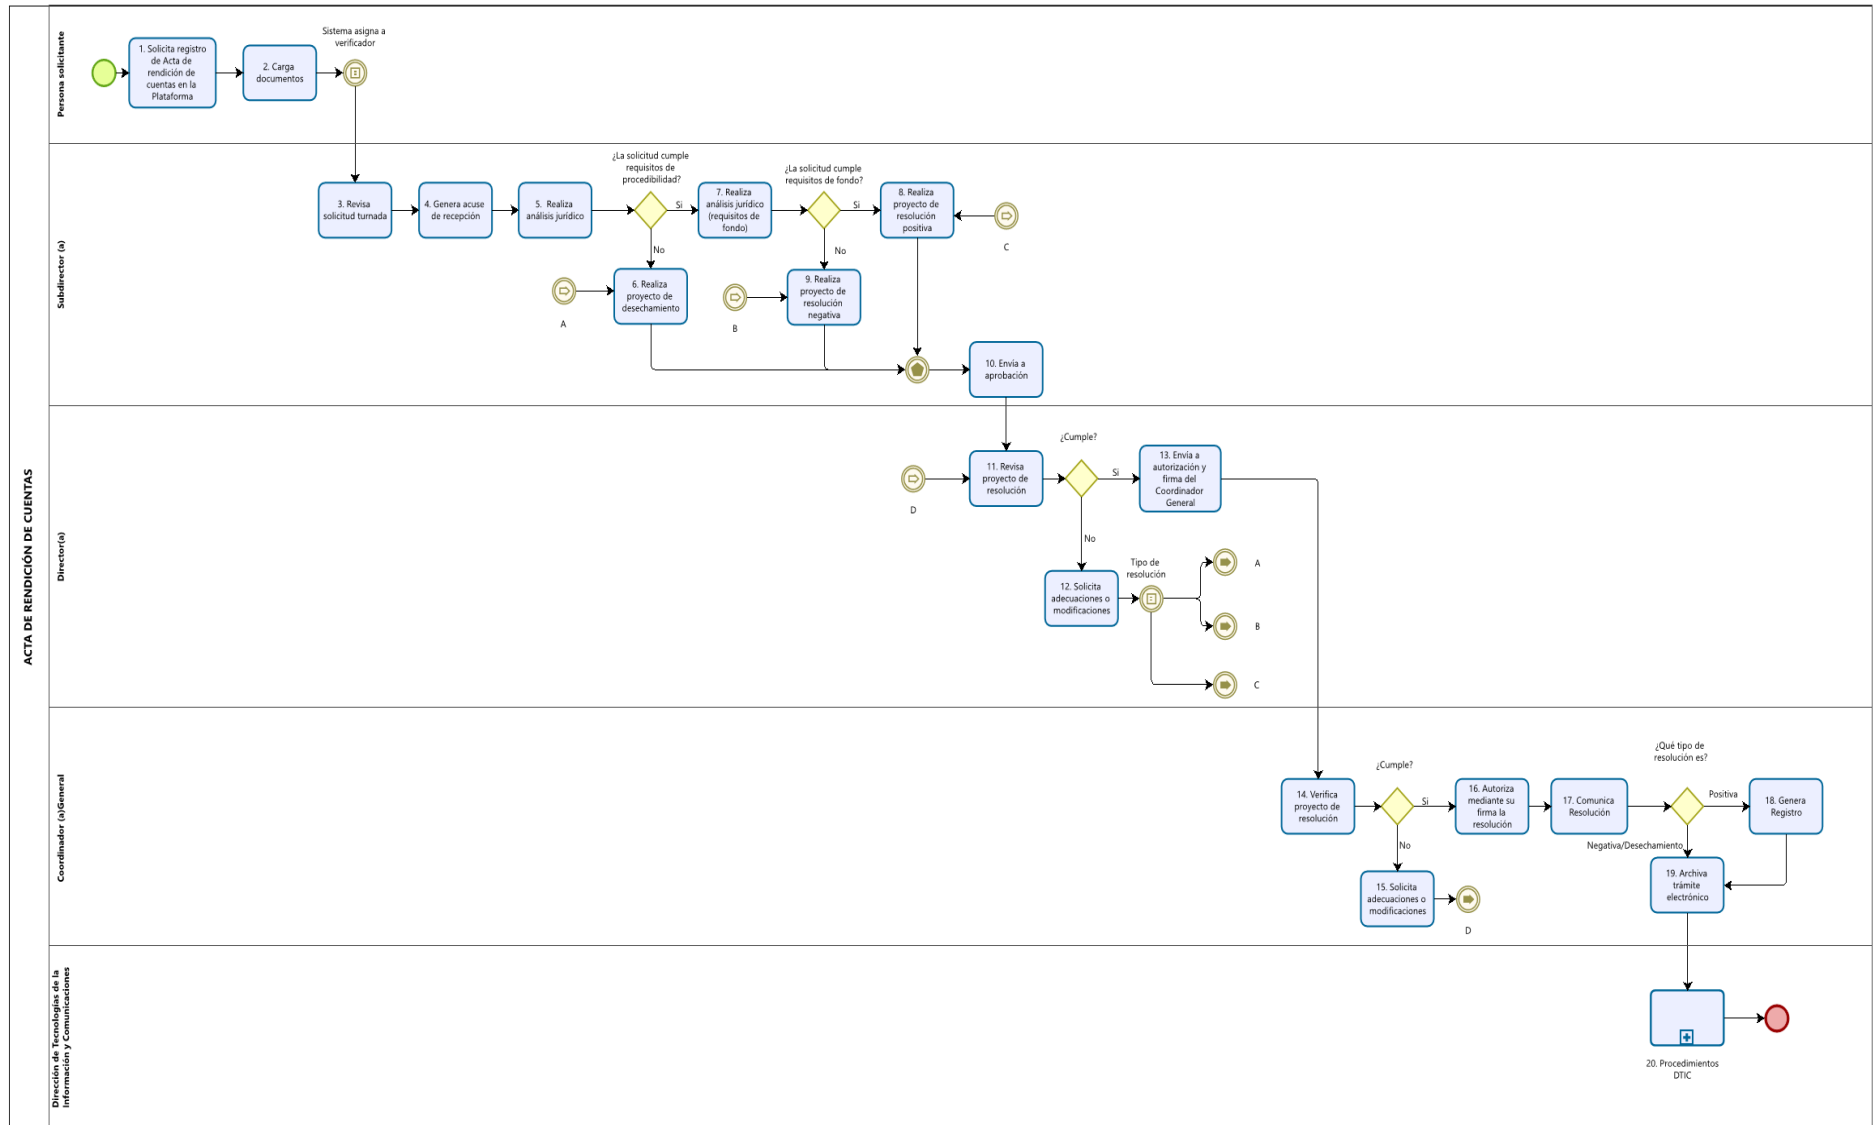 ACTA DE RENDICIÓN DE CUENTAS
Persona solicitante
1. Solicita registro
de Acta de
rendición de
cuentas en la
Plataforma
2. Carga
documentos
Sistema asigna a
verificador
Subdirector (a)
3. Revisa
solicitud turnada
4. Genera acuse
de recepción
5. Realiza
análisis jurídico
¿La solicitud cumple
requisitos de
procedibilidad?
Si
No
6. Realiza
proyecto de
desechamiento
A
7. Realiza
análisis jurídico
(requisitos de
fondo)
¿La solicitud cumple
requisitos de fondo?
Si
No
8. Realiza
proyecto de
resolución
positiva
C
9. Realiza
proyecto de
resolución
negativa
B
10. Envía a
aprobación
Director(a)
D
11. Revisa
proyecto de
resolución
¿Cumple?
Si
No
13. Envía a
autorización y
firma del
Coordinador
General
12. Solicita
adecuaciones o
modificaciones
Tipo de
resolución
A
B
C
Coordinador (a)General
14. Verifica
proyecto de
resolución
¿Cumple?
Si
No
15. Solicita
adecuaciones o
modificaciones
D
16. Autoriza
mediante su
firma la
resolución
17. Comunica
Resolución
¿Qué tipo de
resolución es?
Positiva
Negativa/Desechamiento
18. Genera
Registro
19. Archiva
trámite
electrónico
Dirección de Tecnologías de la
Información y Comunicaciones
20. Procedimientos
DTIC